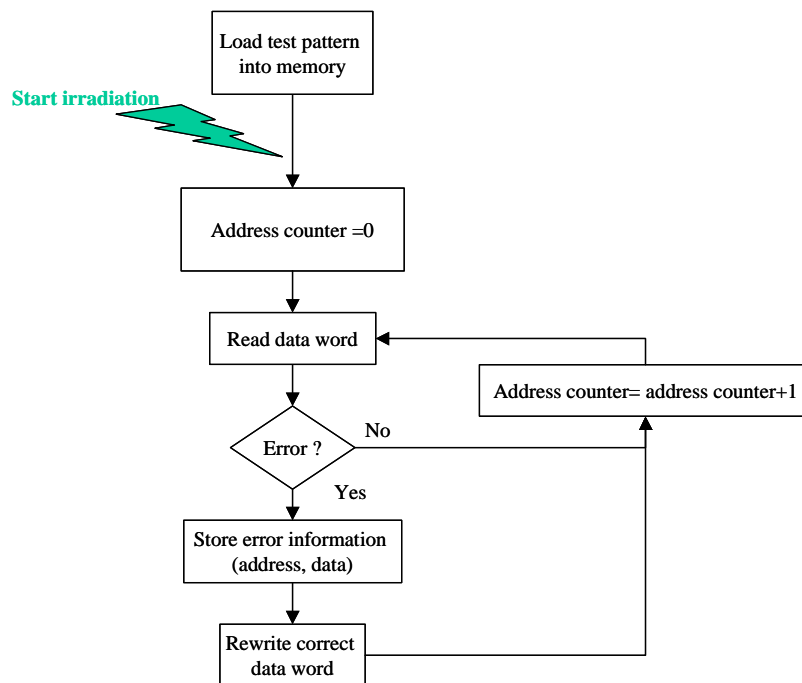 Load test pattern
into memory
Start irradiation
Address counter =0
Read data word
Address counter= address counter+1
Error ?
No
Yes
Store error information
(address, data)
Rewrite correct
data word